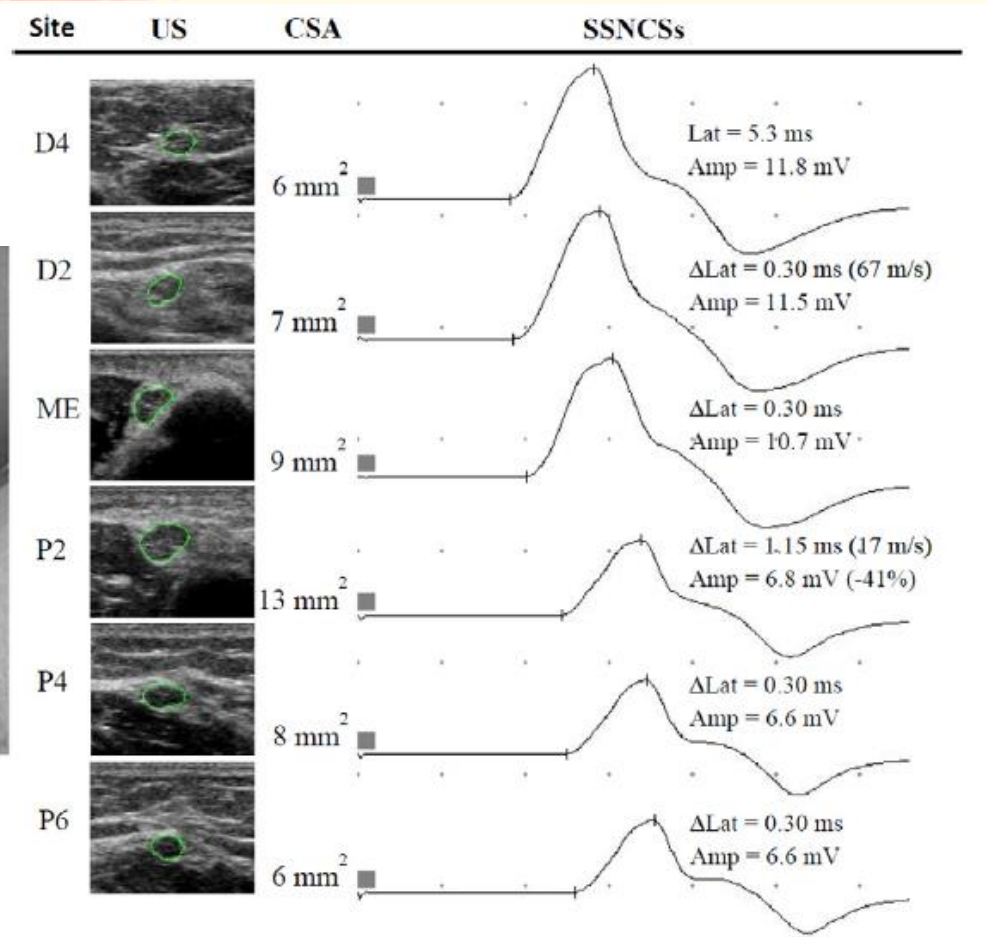 Site US CSA SSNCSs
D4
6 mm²
Lat = 5.3 ms
Amp = 11.8 mV
D2
7 mm²
ΔLat = 0.30 ms (67 m/s)
Amp = 11.5 mV
ME
9 mm²
ΔLat = 0.30 ms
Amp = 10.7 mV
P2
13 mm²
ΔLat = 1.15 ms (17 m/s)
Amp = 6.8 mV (-41%)
P4
8 mm²
ΔLat = 0.30 ms
Amp = 6.6 mV
P6
6 mm²
ΔLat = 0.30 ms
Amp = 6.6 mV